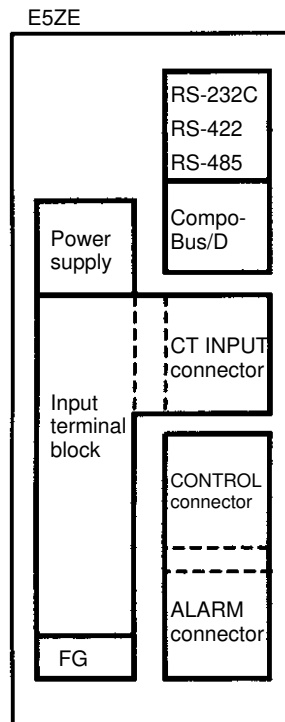 E5ZE
RS-232C
RS-422
RS-485
Compo-
Bus/D
Power
supply
CT INPUT
connector
Input
terminal
block
CONTROL
connector
ALARM
connector
FG